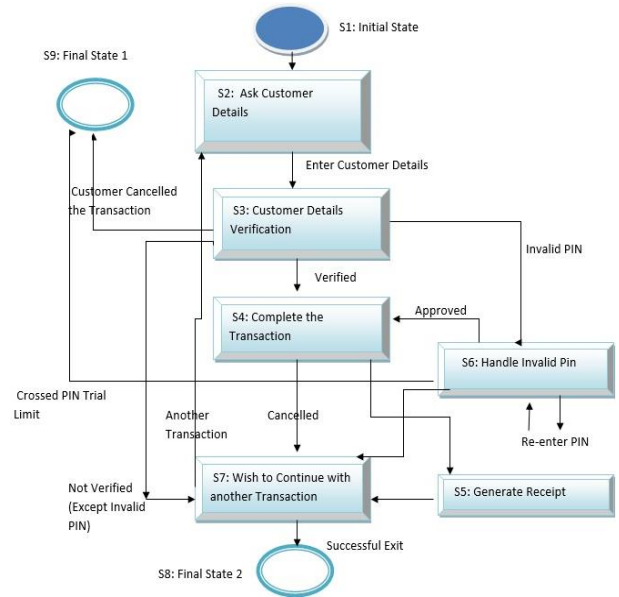 S1: Initial State
S9: Final State 1
S2: Ask Customer
Details
Enter Customer Details
Customer Cancelled
the Transaction
S3: Customer Details
Verification
Invalid PIN
Verified
S4: Complete the
Transaction
Approved
S6: Handle Invalid Pin
Crossed PIN Trial
Limit
Another
Transaction
Cancelled
Re-enter PIN
S7: Wish to Continue with
another Transaction
S5: Generate Receipt
Not Verified
(Except Invalid
PIN)
Successful Exit
S8: Final State 2